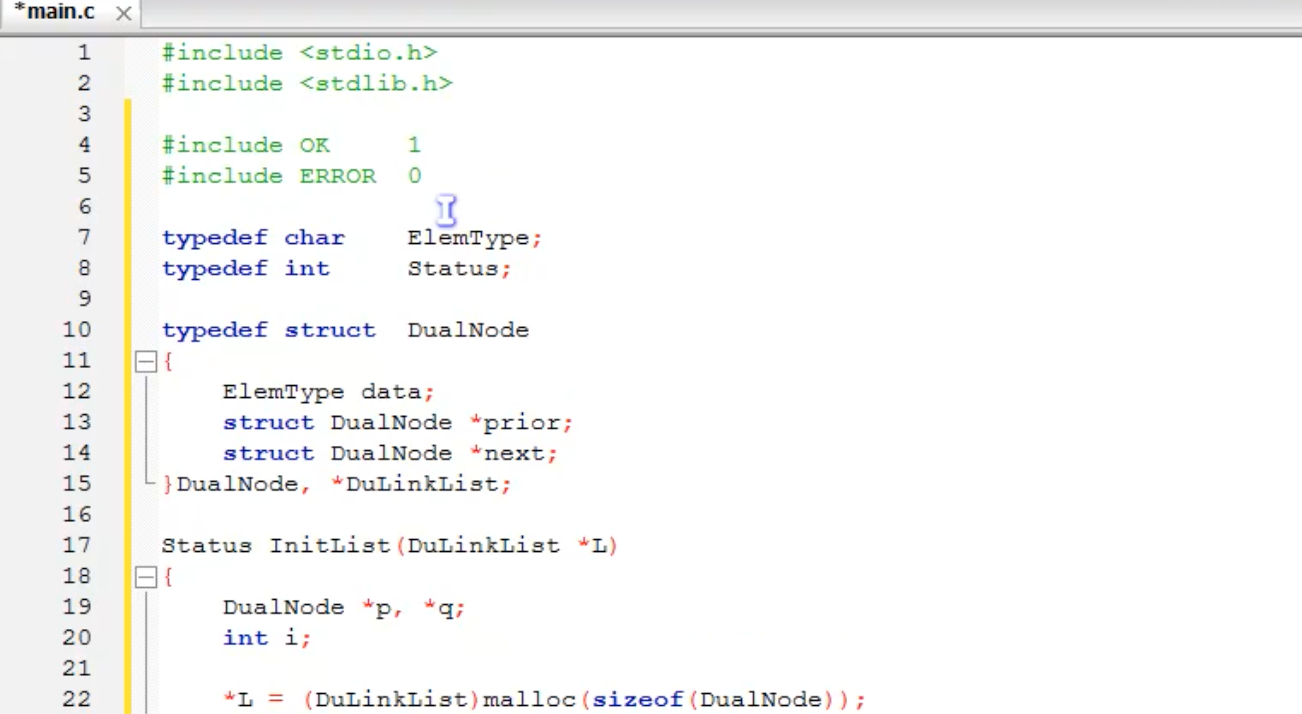 *main.c ×
1 #include <stdio.h>
2 #include <stdlib.h>
3
4 #include OK     1
5 #include ERROR  0
6
7 typedef char    ElemType;
8 typedef int     Status;
9
10 typedef struct  DualNode
11 {
12     ElemType data;
13     struct DualNode *prior;
14     struct DualNode *next;
15 }DualNode, *DuLinkList;
16
17 Status InitList(DuLinkList *L)
18 {
19     DualNode *p, *q;
20     int i;
21
22     *L = (DuLinkList)malloc(sizeof(DualNode));